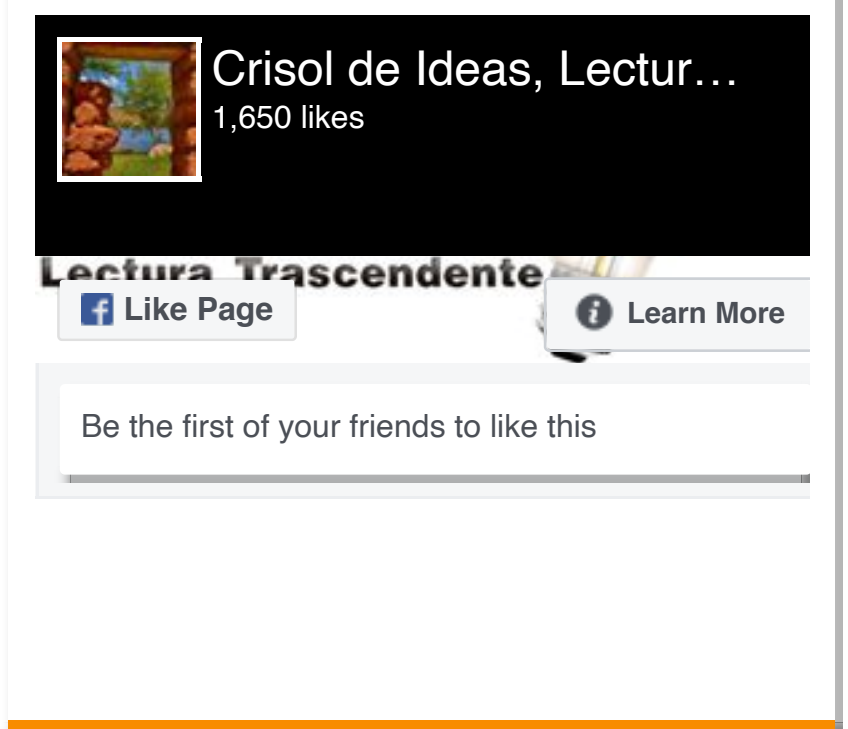 Crisol de Ideas, Lectur…
1,650 likes
Lectura Trascendente
Like Page
Learn More
Be the first of your friends to like this